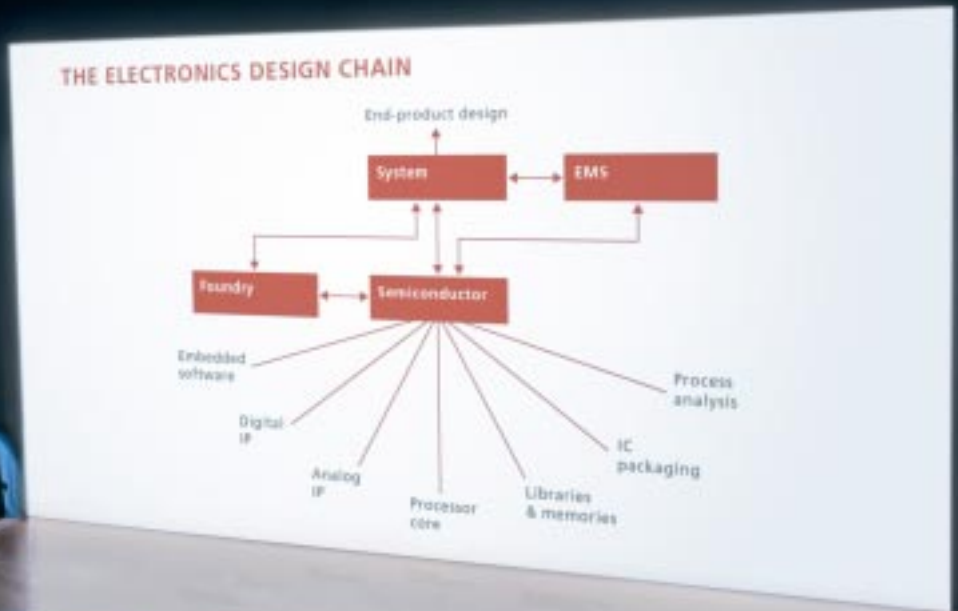 THE ELECTRONICS DESIGN CHAIN
End-product design
System
EMS
Foundry
Semiconductor
Embedded
software
Digital
IP
Analog
IP
Processor
core
Libraries
& memories
IC
packaging
Process
analysis